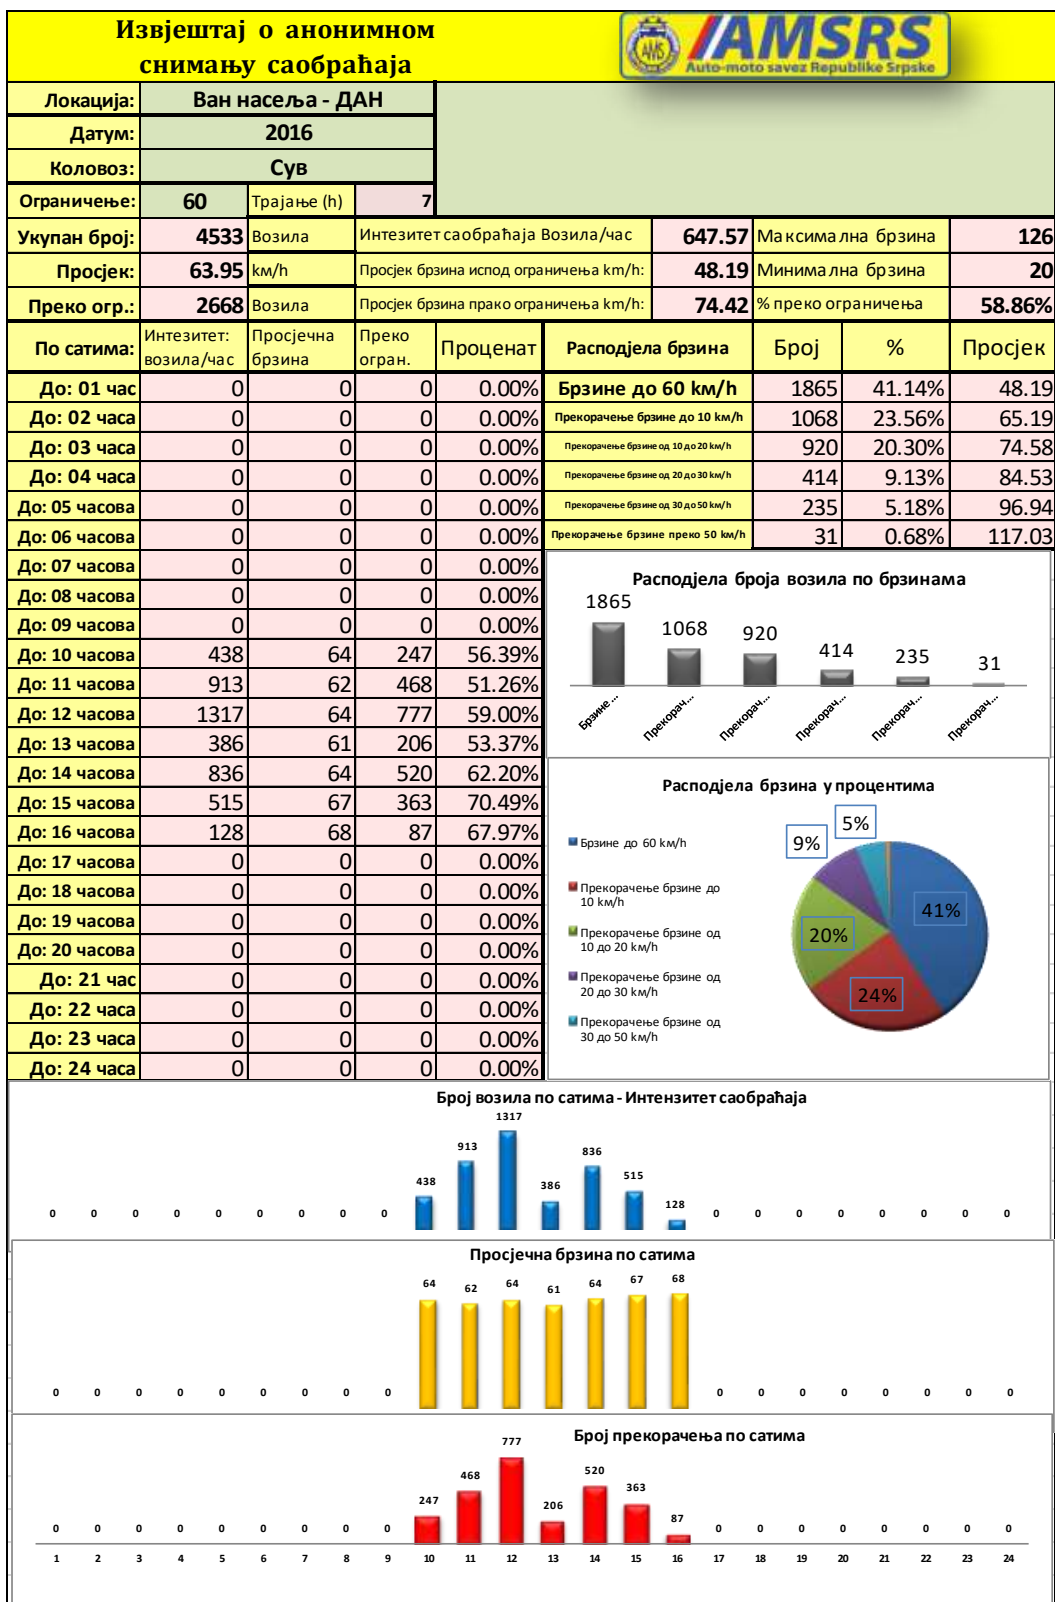 Извјештај о анонимном
снимању саобраћаја
AMS
AMSRS
Auto-moto savez Republike Srpske
Локација: Ван насеља - ДАН
Датум: 2016
Коловоз: Сув
Ограничење: 60 Трајање (h) 7
Укупан број: 4533 Возила Интезитет саобраћаја Возила/час 647.57 Максимална брзина 126
Просјек: 63.95 км/h Просјек брзина испод ограничења km/h: 48.19 Минимална брзина 20
Преко огр.: 2668 Возила Просјек брзина прако ограничења km/h: 74.42 % преко ограничења 58.86%
По сатима: Интезитет: возила/час Просјечна брзина Преко огран. Проценат Расподјела брзина Број % Просјек
До: 01 час 0 0 0 0.00% Брзине до 60 км/h 1865 41.14% 48.19
До: 02 часа 0 0 0 0.00% Прекорачење брзине до 10 км/h 1068 23.56% 65.19
До: 03 часа 0 0 0 0.00% Прекорачење брзине од 10 до 20 км/h 920 20.30% 74.58
До: 04 часа 0 0 0 0.00% Прекорачење брзине од 20 до 30 км/h 414 9.13% 84.53
До: 05 часова 0 0 0 0.00% Прекорачење брзине од 30 до 50 км/h 235 5.18% 96.94
До: 06 часова 0 0 0 0.00% Прекорачење брзине преко 50 км/h 31 0.68% 117.03
До: 07 часова 0 0 0 0.00%
До: 08 часова 0 0 0 0.00%
До: 09 часова 0 0 0 0.00%
До: 10 часова 438 64 247 56.39%
До: 11 часова 913 62 468 51.26%
До: 12 часова 1317 64 777 59.00%
До: 13 часова 386 61 206 53.37%
До: 14 часова 836 64 520 62.20%
До: 15 часова 515 67 363 70.49%
До: 16 часова 128 68 87 67.97%
До: 17 часова 0 0 0 0.00%
До: 18 часова 0 0 0 0.00%
До: 19 часова 0 0 0 0.00%
До: 20 часова 0 0 0 0.00%
До: 21 час 0 0 0 0.00%
До: 22 часа 0 0 0 0.00%
До: 23 часа 0 0 0 0.00%
До: 24 часа 0 0 0 0.00%
Расподјела броја возила по брзинама
1865 1068 920 414 235 31
Брзине... Прекорач... Прекорач... Прекорач... Прекорач... Прекорач...
Расподјела брзина у процентима
Брзине до 60 км/h
Прекорачење брзине до
10 км/h
Прекорачење брзине од
10 до 20 км/h
Прекорачење брзине од
20 до 30 км/h
Прекорачење брзине од
30 до 50 км/h
5%
9%
41%
20%
24%
Број возила по сатима - Интензитет саобраћаја
0 0 0 0 0 0 0 0 0 438 913 1317 386 836 515 128 0 0 0 0 0 0 0 0
Просјечна брзина по сатима
0 0 0 0 0 0 0 0 0 64 62 64 61 64 67 68 0 0 0 0 0 0 0 0
Број прекорачења по сатима
0 0 0 0 0 0 0 0 0 247 468 777 206 520 363 87 0 0 0 0 0 0 0 0
1 2 3 4 5 6 7 8 9 10 11 12 13 14 15 16 17 18 19 20 21 22 23 24